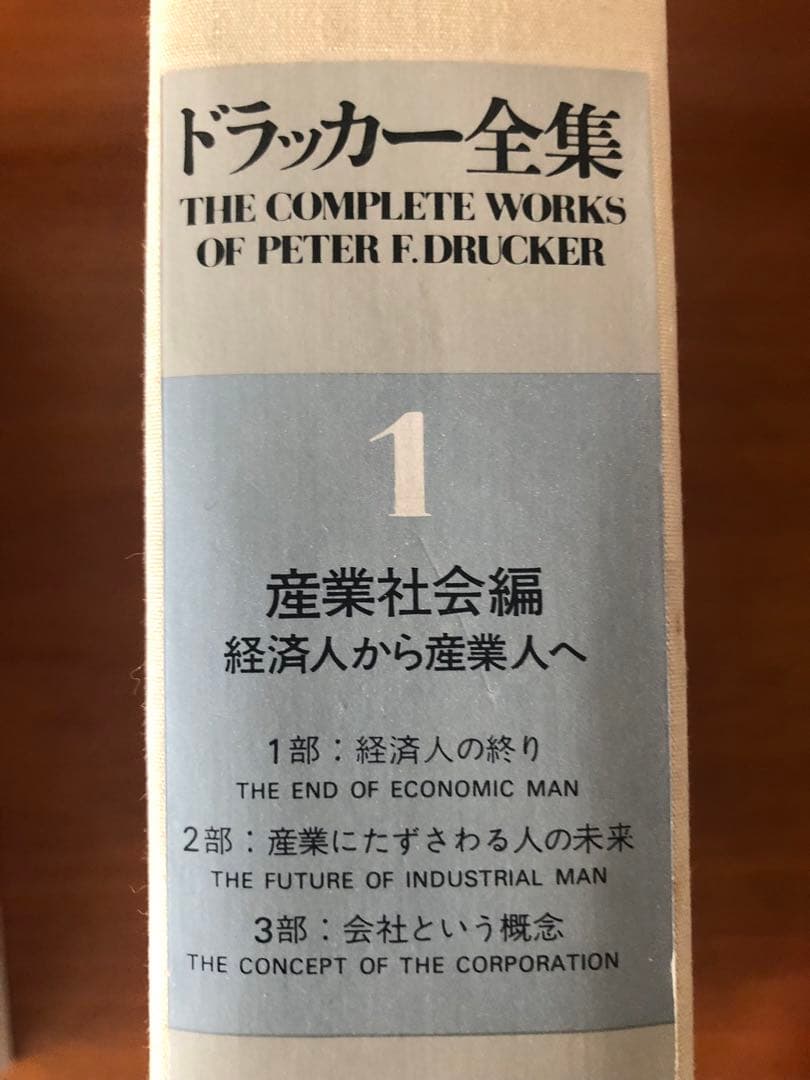 ドラッカー全集
THE COMPLETE WORKS
OF PETER F. DRUCKER
1
産業社会編
経済人から産業人へ
1部：経済人の終り
THE END OF ECONOMIC MAN
2部：産業にたずさわる人の未来
THE FUTURE OF INDUSTRIAL MAN
3部：会社という概念
THE CONCEPT OF THE CORPORATION